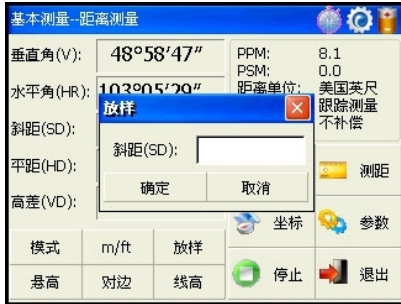 基本测量--距离测量
垂直角(V): 48°58′47″
水平角(HR): 103°05′29″
斜距(SD):
平距(HD):
高差(VD):
PPM: 8.1
PSM: 0.0
距离单位: 美国英尺
跟踪测量
不补偿
放样
斜距(SD):
确定 取消
测距
坐标 参数
模式 m/ft 放样
悬高 对边 线高
停止 退出